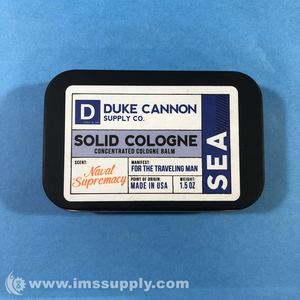 D DUKE CANNON
SUPPLY CO.
SOLID COLOGNE
CONCENTRATED COLOGNE BALM
SEA
SCENT:
Naval
Supremacy
MANIFEST:
FOR THE TRAVELING MAN
POINT OF ORIGIN:
MADE IN USA
WEIGHT:
1.5 OZ
© www.imssupply.com